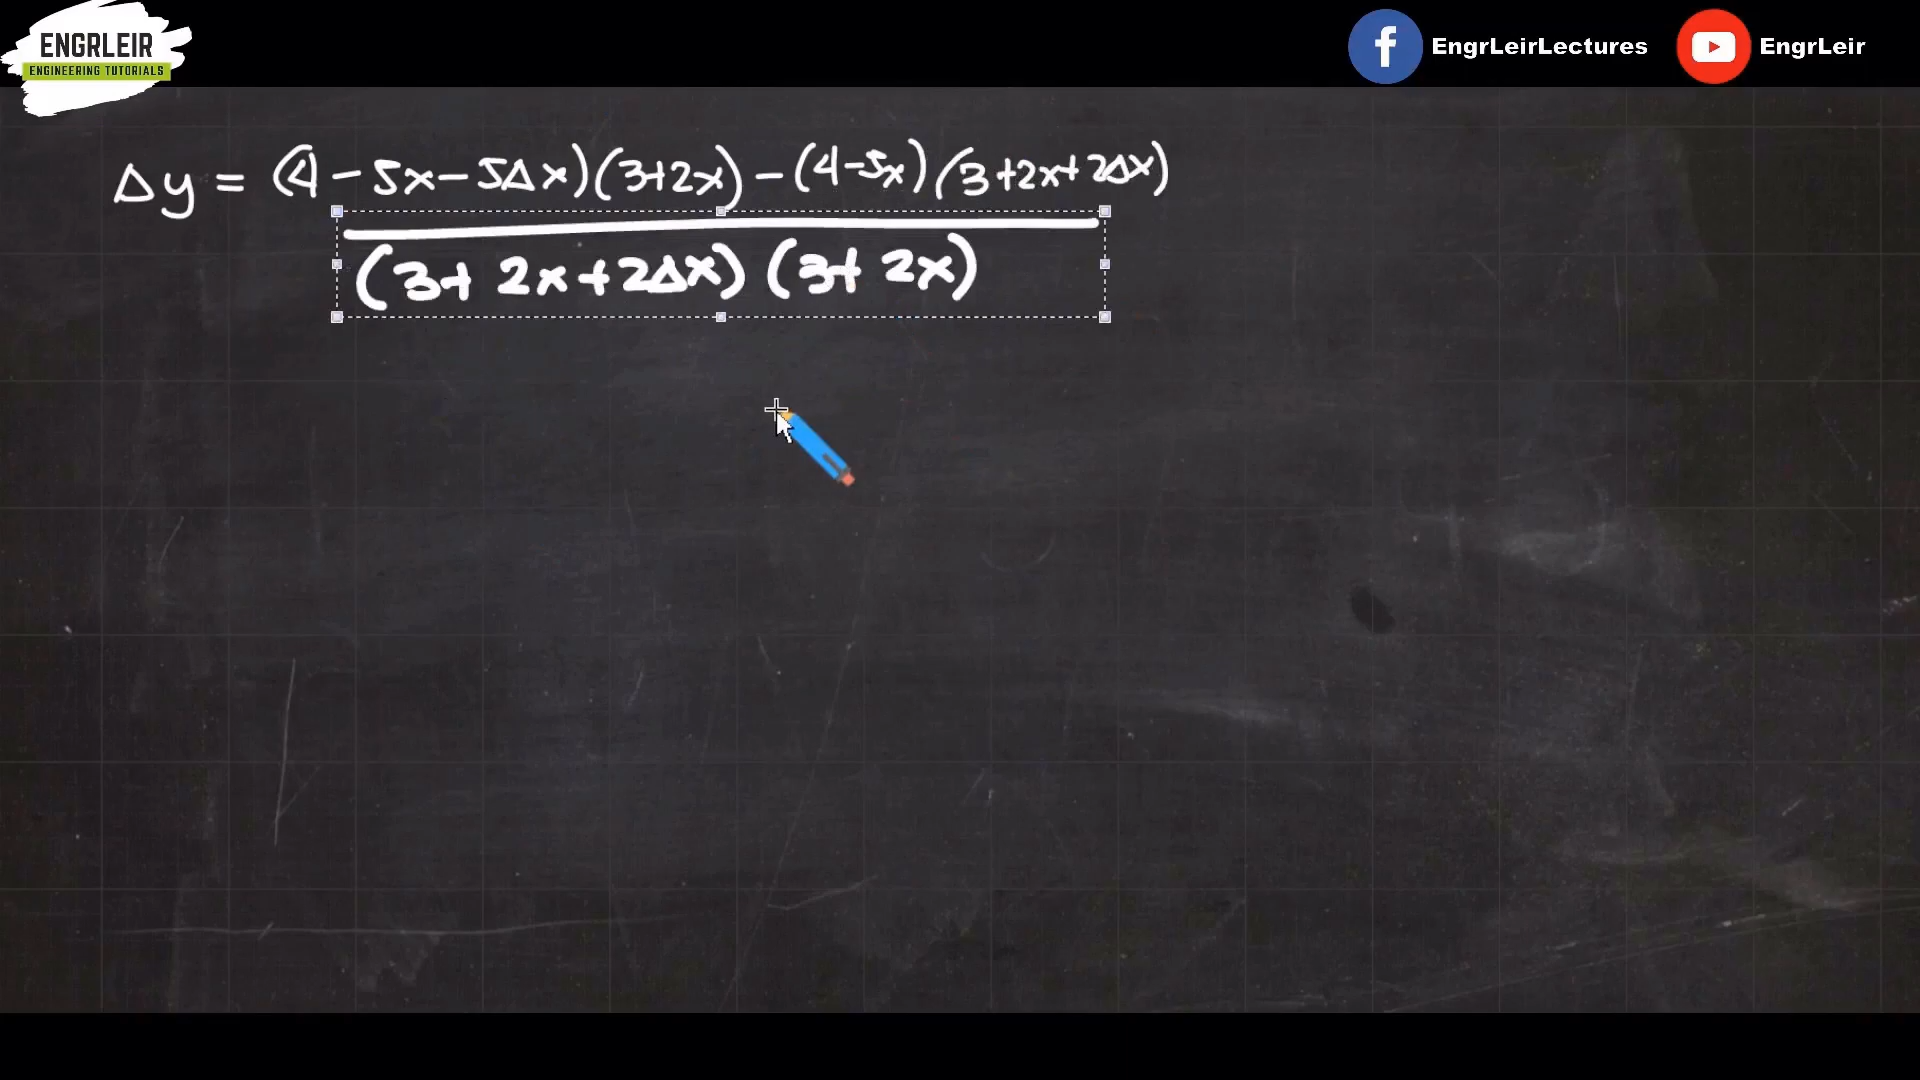 ENGRLEIR
ENGINEERING TUTORIALS
EngrLeirLectures
EngrLeir
Δy = (4 - 5x - 5Δx)(3+2x) - (4-5x)(3+2x+2Δx)
(3+ 2x+2Δx) (3+ 2x)